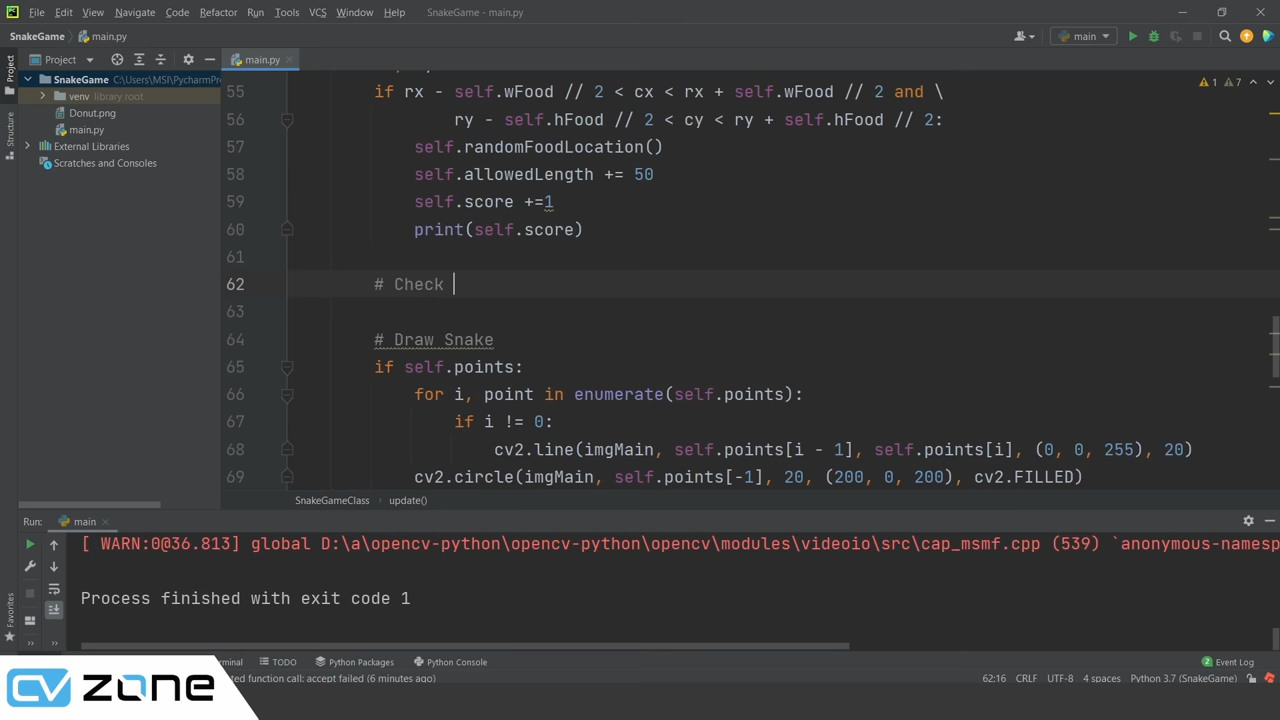 File Edit View Navigate Code Refactor Run Tools VCS Window Help SnakeGame - main.py
SnakeGame main.py main
Project main.py
Project
SnakeGame C:\Users\MSI\PycharmPr
venv library root
Donut.png
main.py
External Libraries
Scratches and Consoles
Structure
1 7
55 if rx - self.wFood // 2 < cx < rx + self.wFood // 2 and \
56 ry - self.hFood // 2 < cy < ry + self.hFood // 2:
57 self.randomFoodLocation()
58 self.allowedLength += 50
59 self.score +=1
60 print(self.score)
61
62 # Check
63
64 # Draw Snake
65 if self.points:
66 for i, point in enumerate(self.points):
67 if i != 0:
68 cv2.line(imgMain, self.points[i - 1], self.points[i], (0, 0, 255), 20)
69 cv2.circle(imgMain, self.points[-1], 20, (200, 0, 200), cv2.FILLED)
SnakeGameClass update()
Run: main
[ WARN:0@36.813] global D:\a\opencv-python\opencv-python\opencv\modules\videoio\src\cap_msmf.cpp (539) `anonymous-namesp
Process finished with exit code 1
Favorites
minal TODO Python Packages Python Console 2 Event Log
ted function call: accept failed (6 minutes ago) 62:16 CRLF UTF-8 4 spaces Python 3.7 (SnakeGame)
CV ZONE